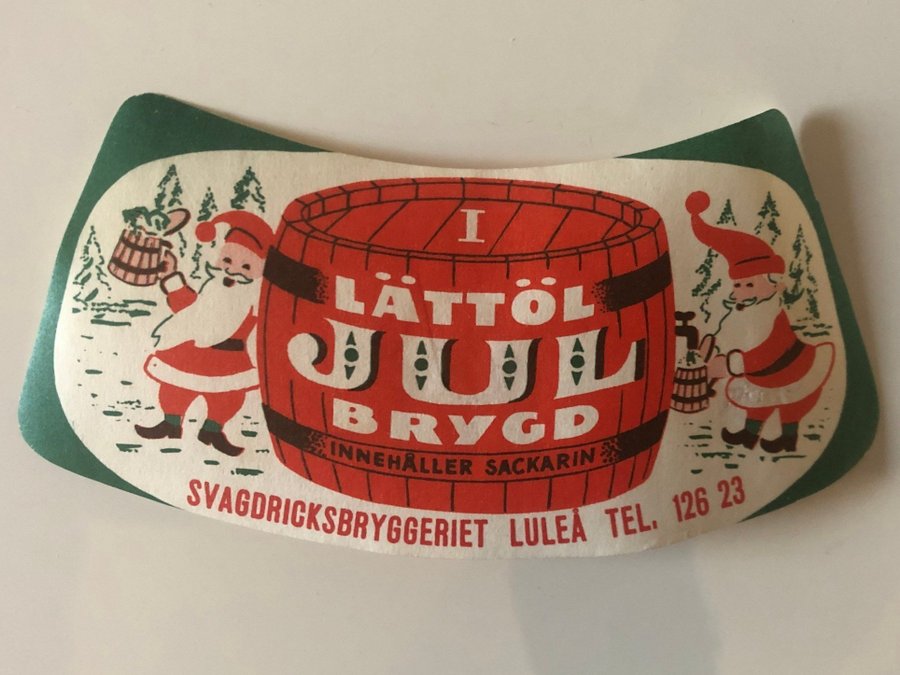 I
LÄTTÖL
JUL
BRYGD
INNEHÅLLER SACKARIN
SVAGDRICKSBRYGGERIET LULEÅ TEL. 126 23